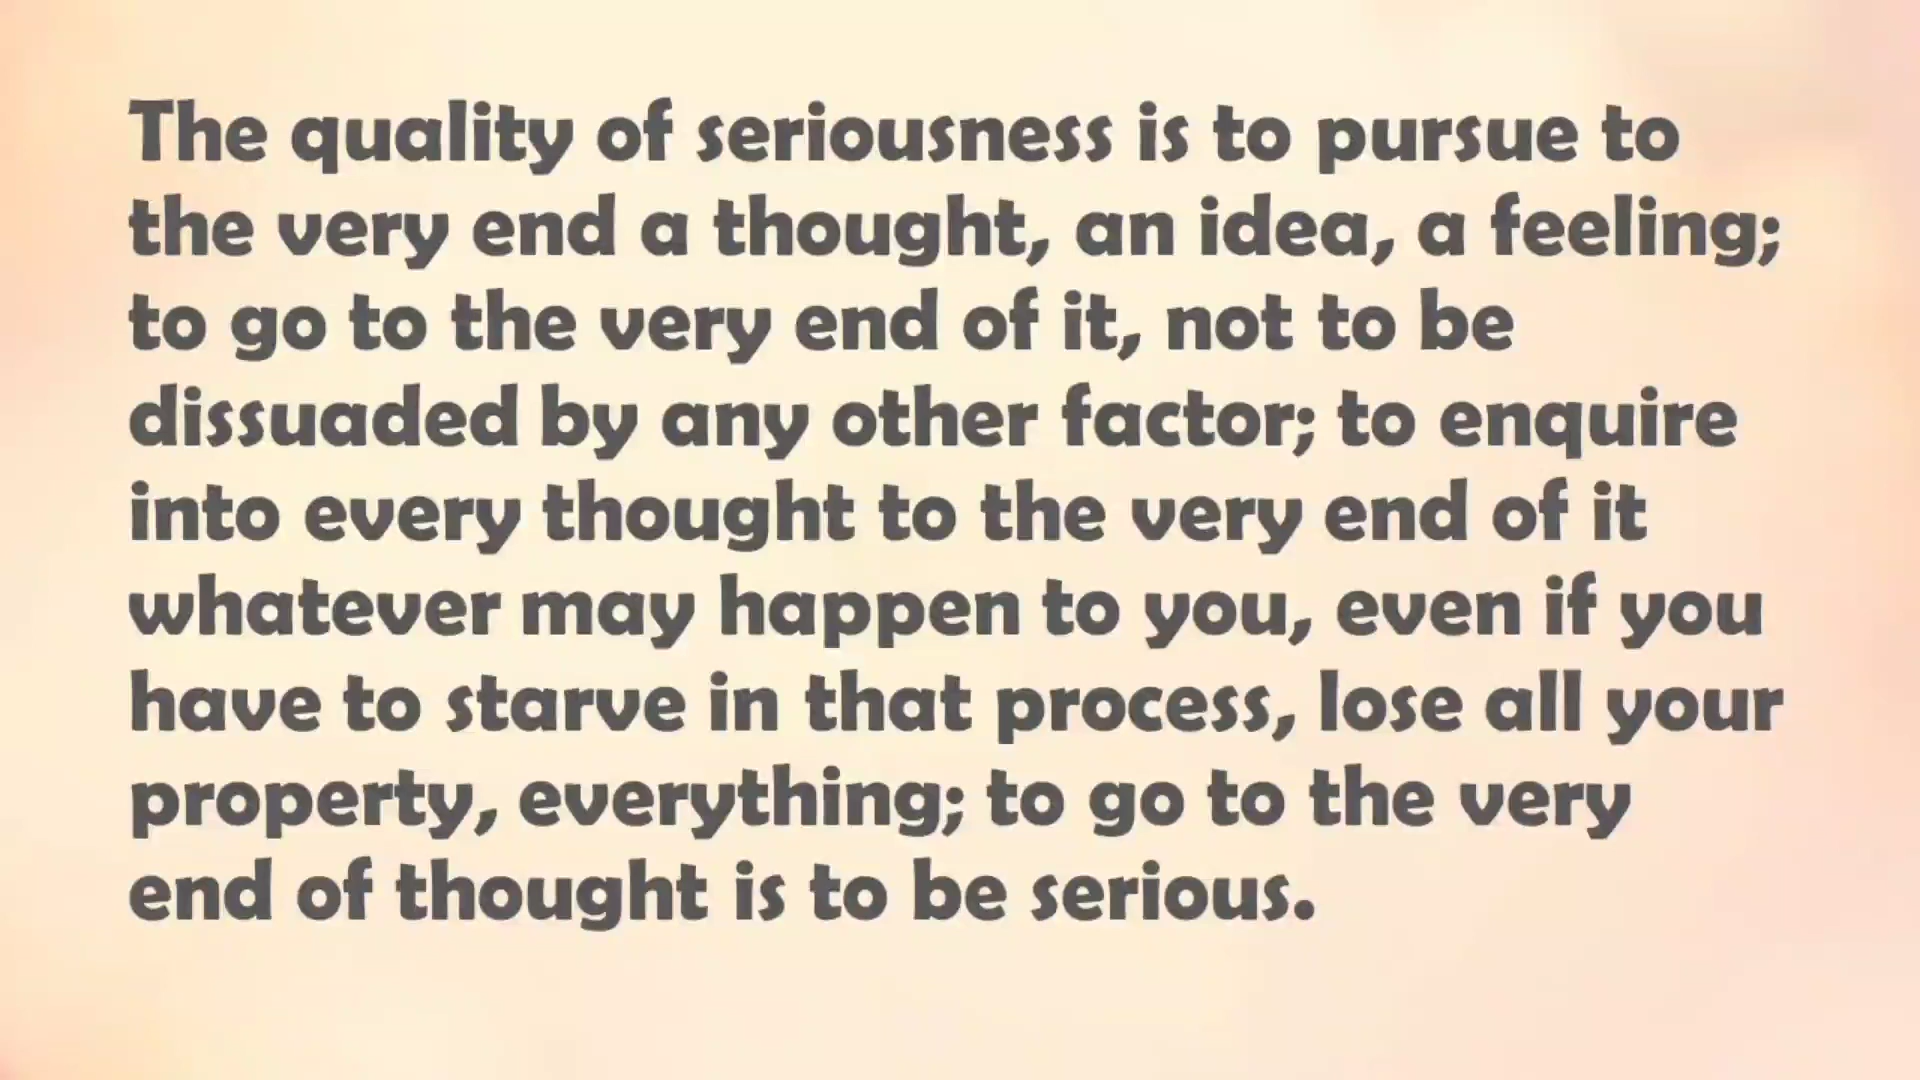 The quality of seriousness is to pursue to
the very end a thought, an idea, a feeling;
to go to the very end of it, not to be
dissuaded by any other factor; to enquire
into every thought to the very end of it
whatever may happen to you, even if you
have to starve in that process, lose all your
property, everything; to go to the very
end of thought is to be serious.